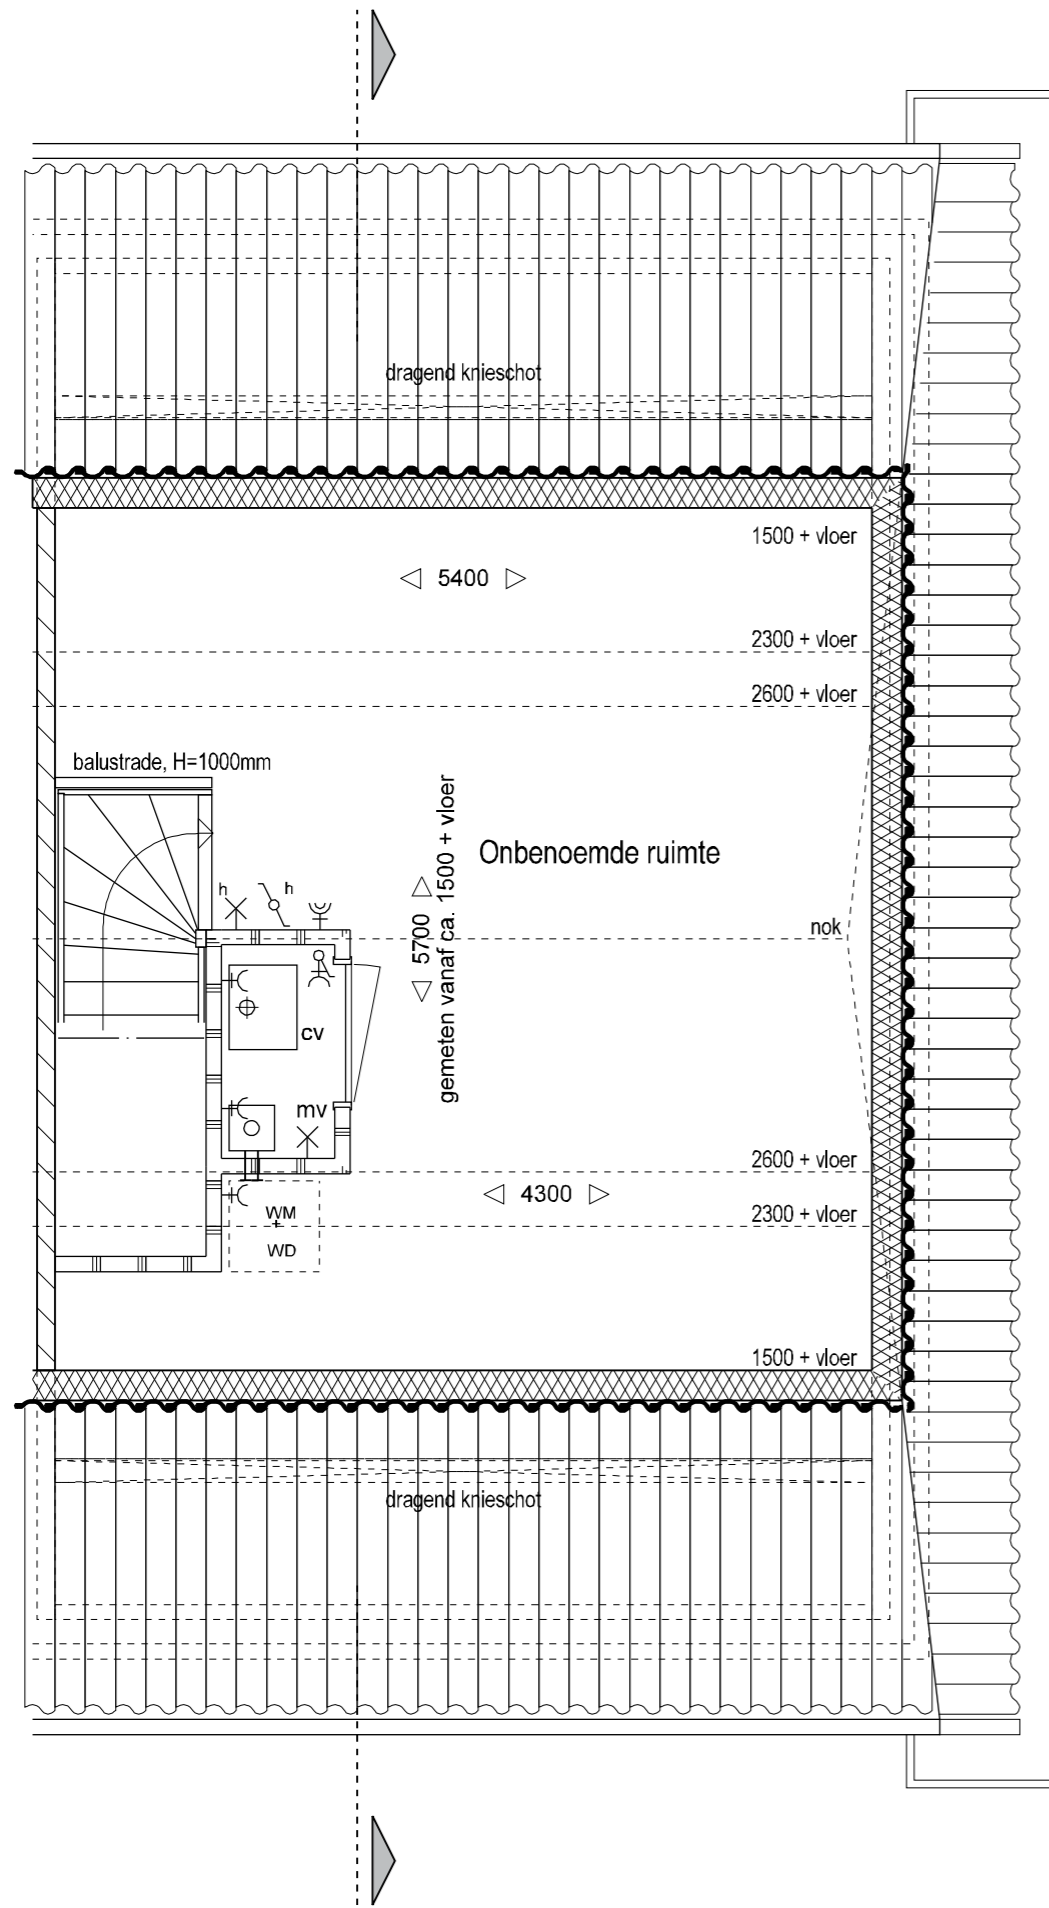 dragend knieschot
1500 + vloer
5400
2300 + vloer
2600 + vloer
balustrade, H=1000mm
Onbenoemde ruimte
5700
gemeten vanaf ca. 1500 + vloer
h
h
nok
cv
mv
2600 + vloer
4300
WM
+
WD
2300 + vloer
1500 + vloer
dragend knieschot